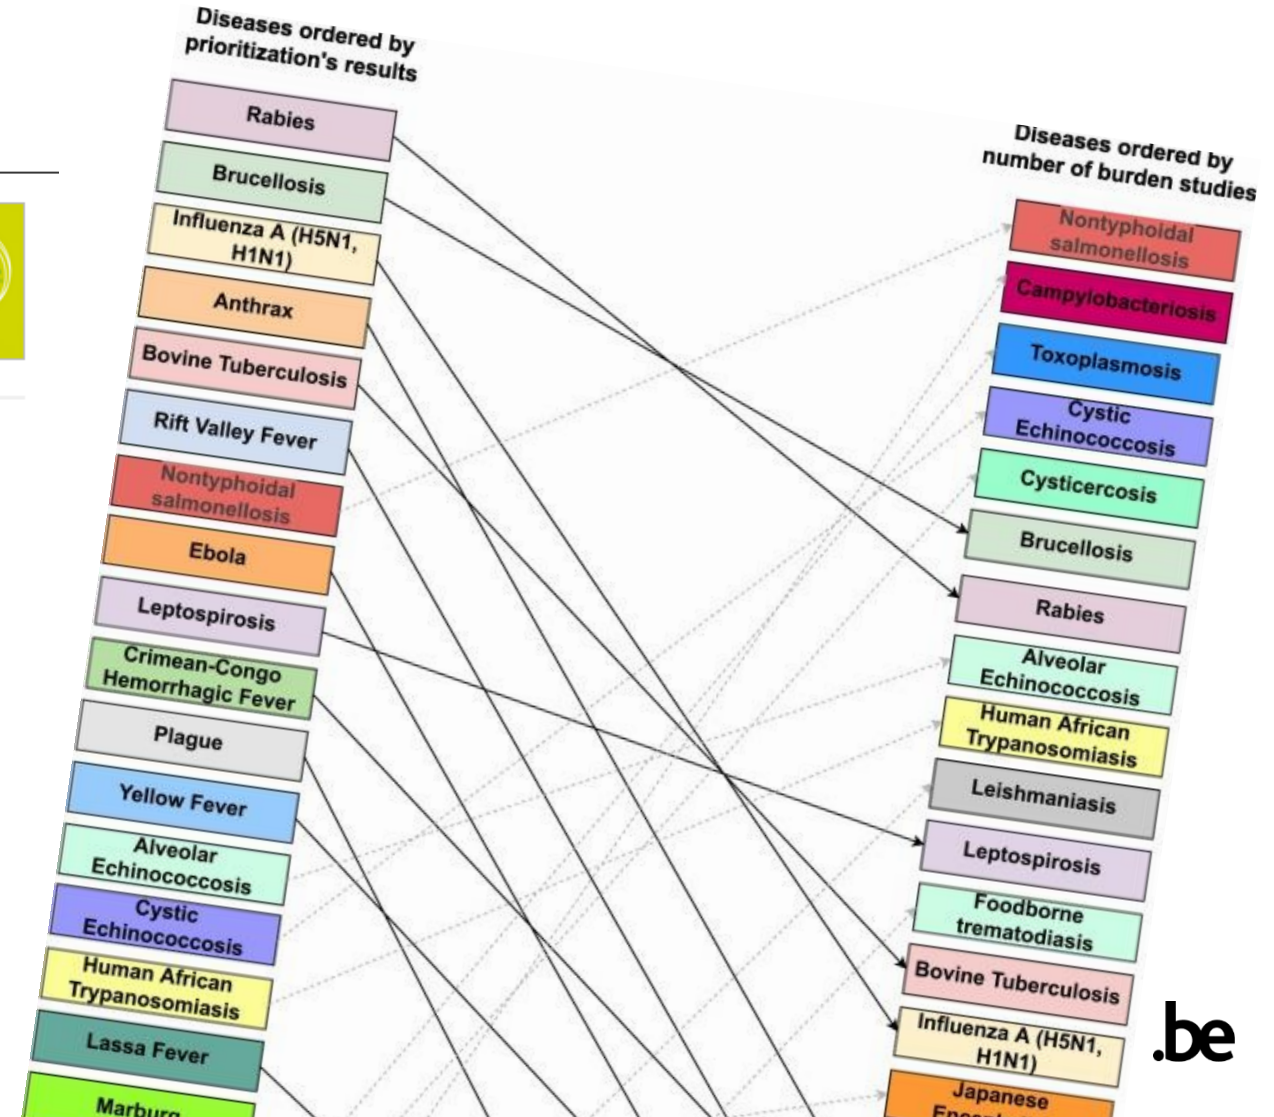 Diseases ordered by
prioritization's results
Rabies
Brucellosis
Influenza A (H5N1,
H1N1)
Anthrax
Bovine Tuberculosis
Rift Valley Fever
Nontyphoidal
salmonellosis
Ebola
Leptospirosis
Crimean-Congo
Hemorrhagic Fever
Plague
Yellow Fever
Alveolar
Echinococcosis
Cystic
Echinococcosis
Human African
Trypanosomiasis
Lassa Fever
Marburg
Diseases ordered by
number of burden studies
Nontyphoidal
salmonellosis
Campylobacteriosis
Toxoplasmosis
Cystic
Echinococcosis
Cysticercosis
Brucellosis
Rabies
Alveolar
Echinococcosis
Human African
Trypanosomiasis
Leishmaniasis
Leptospirosis
Foodborne
trematodiasis
Bovine Tuberculosis
Influenza A (H5N1,
H1N1)
Japanese
.be